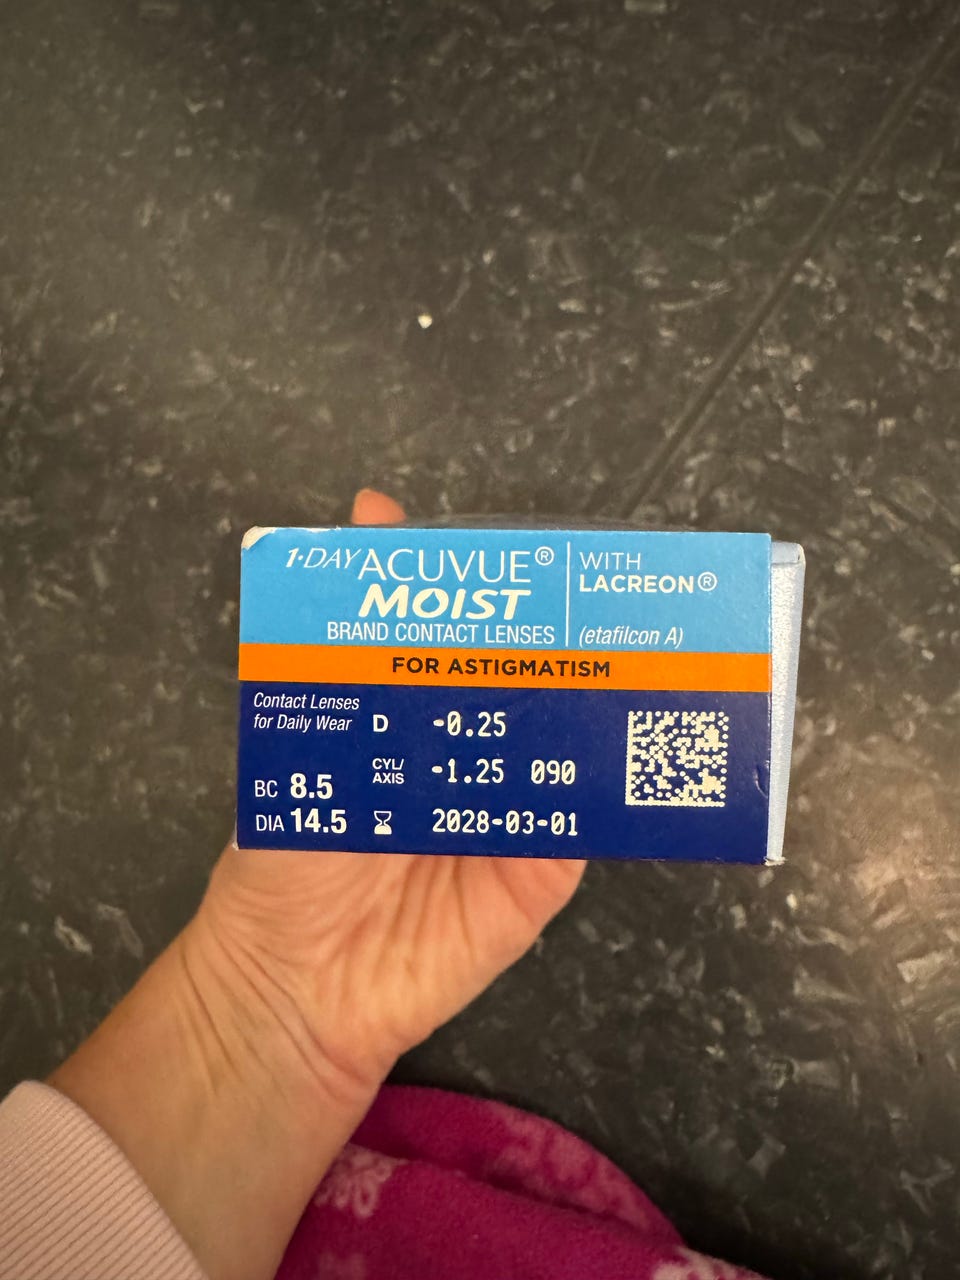 1·DAY ACUVUE® MOIST
BRAND CONTACT LENSES
WITH
LACREON®
(etafilcon A)
FOR ASTIGMATISM
Contact Lenses
for Daily Wear
D -0.25
CYL/
AXIS -1.25 090
BC 8.5
DIA 14.5
2028-03-01